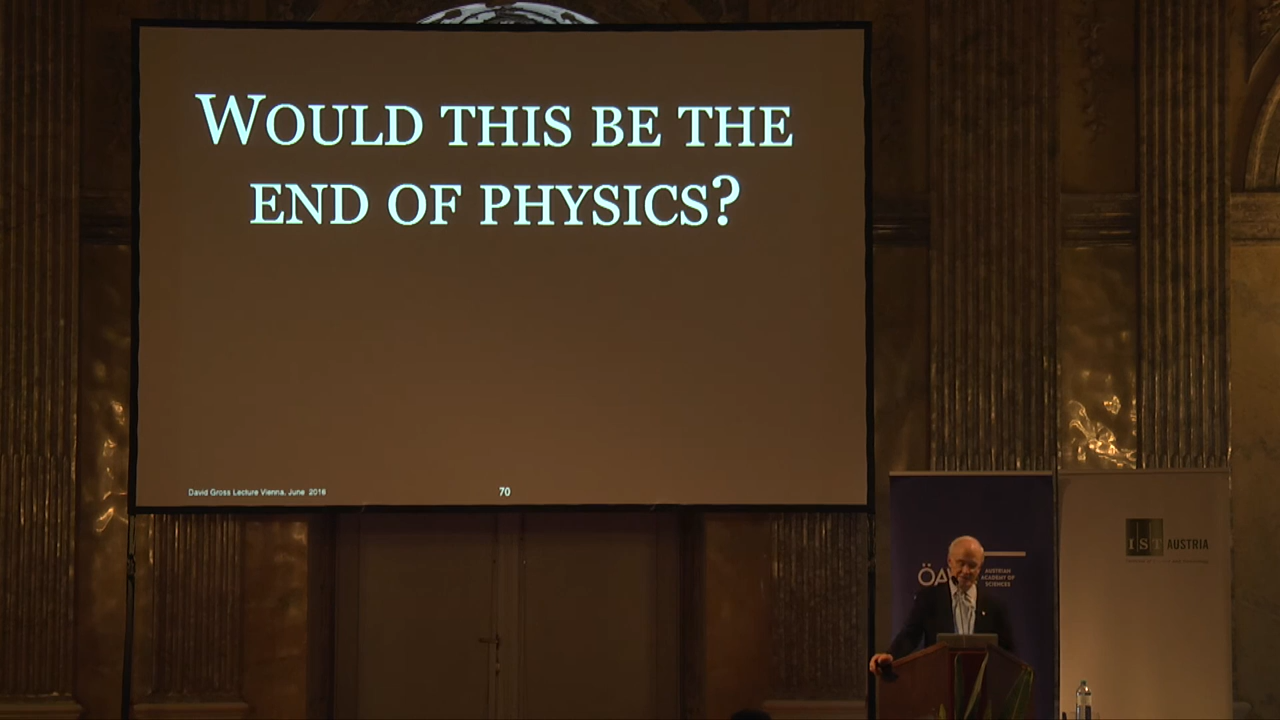 WOULD THIS BE THE
END OF PHYSICS?
David Gross Lecture Vienna, June 2016
70
ÖA
AUSTRIAN
ACADEMY OF
SCIENCES
IST AUSTRIA